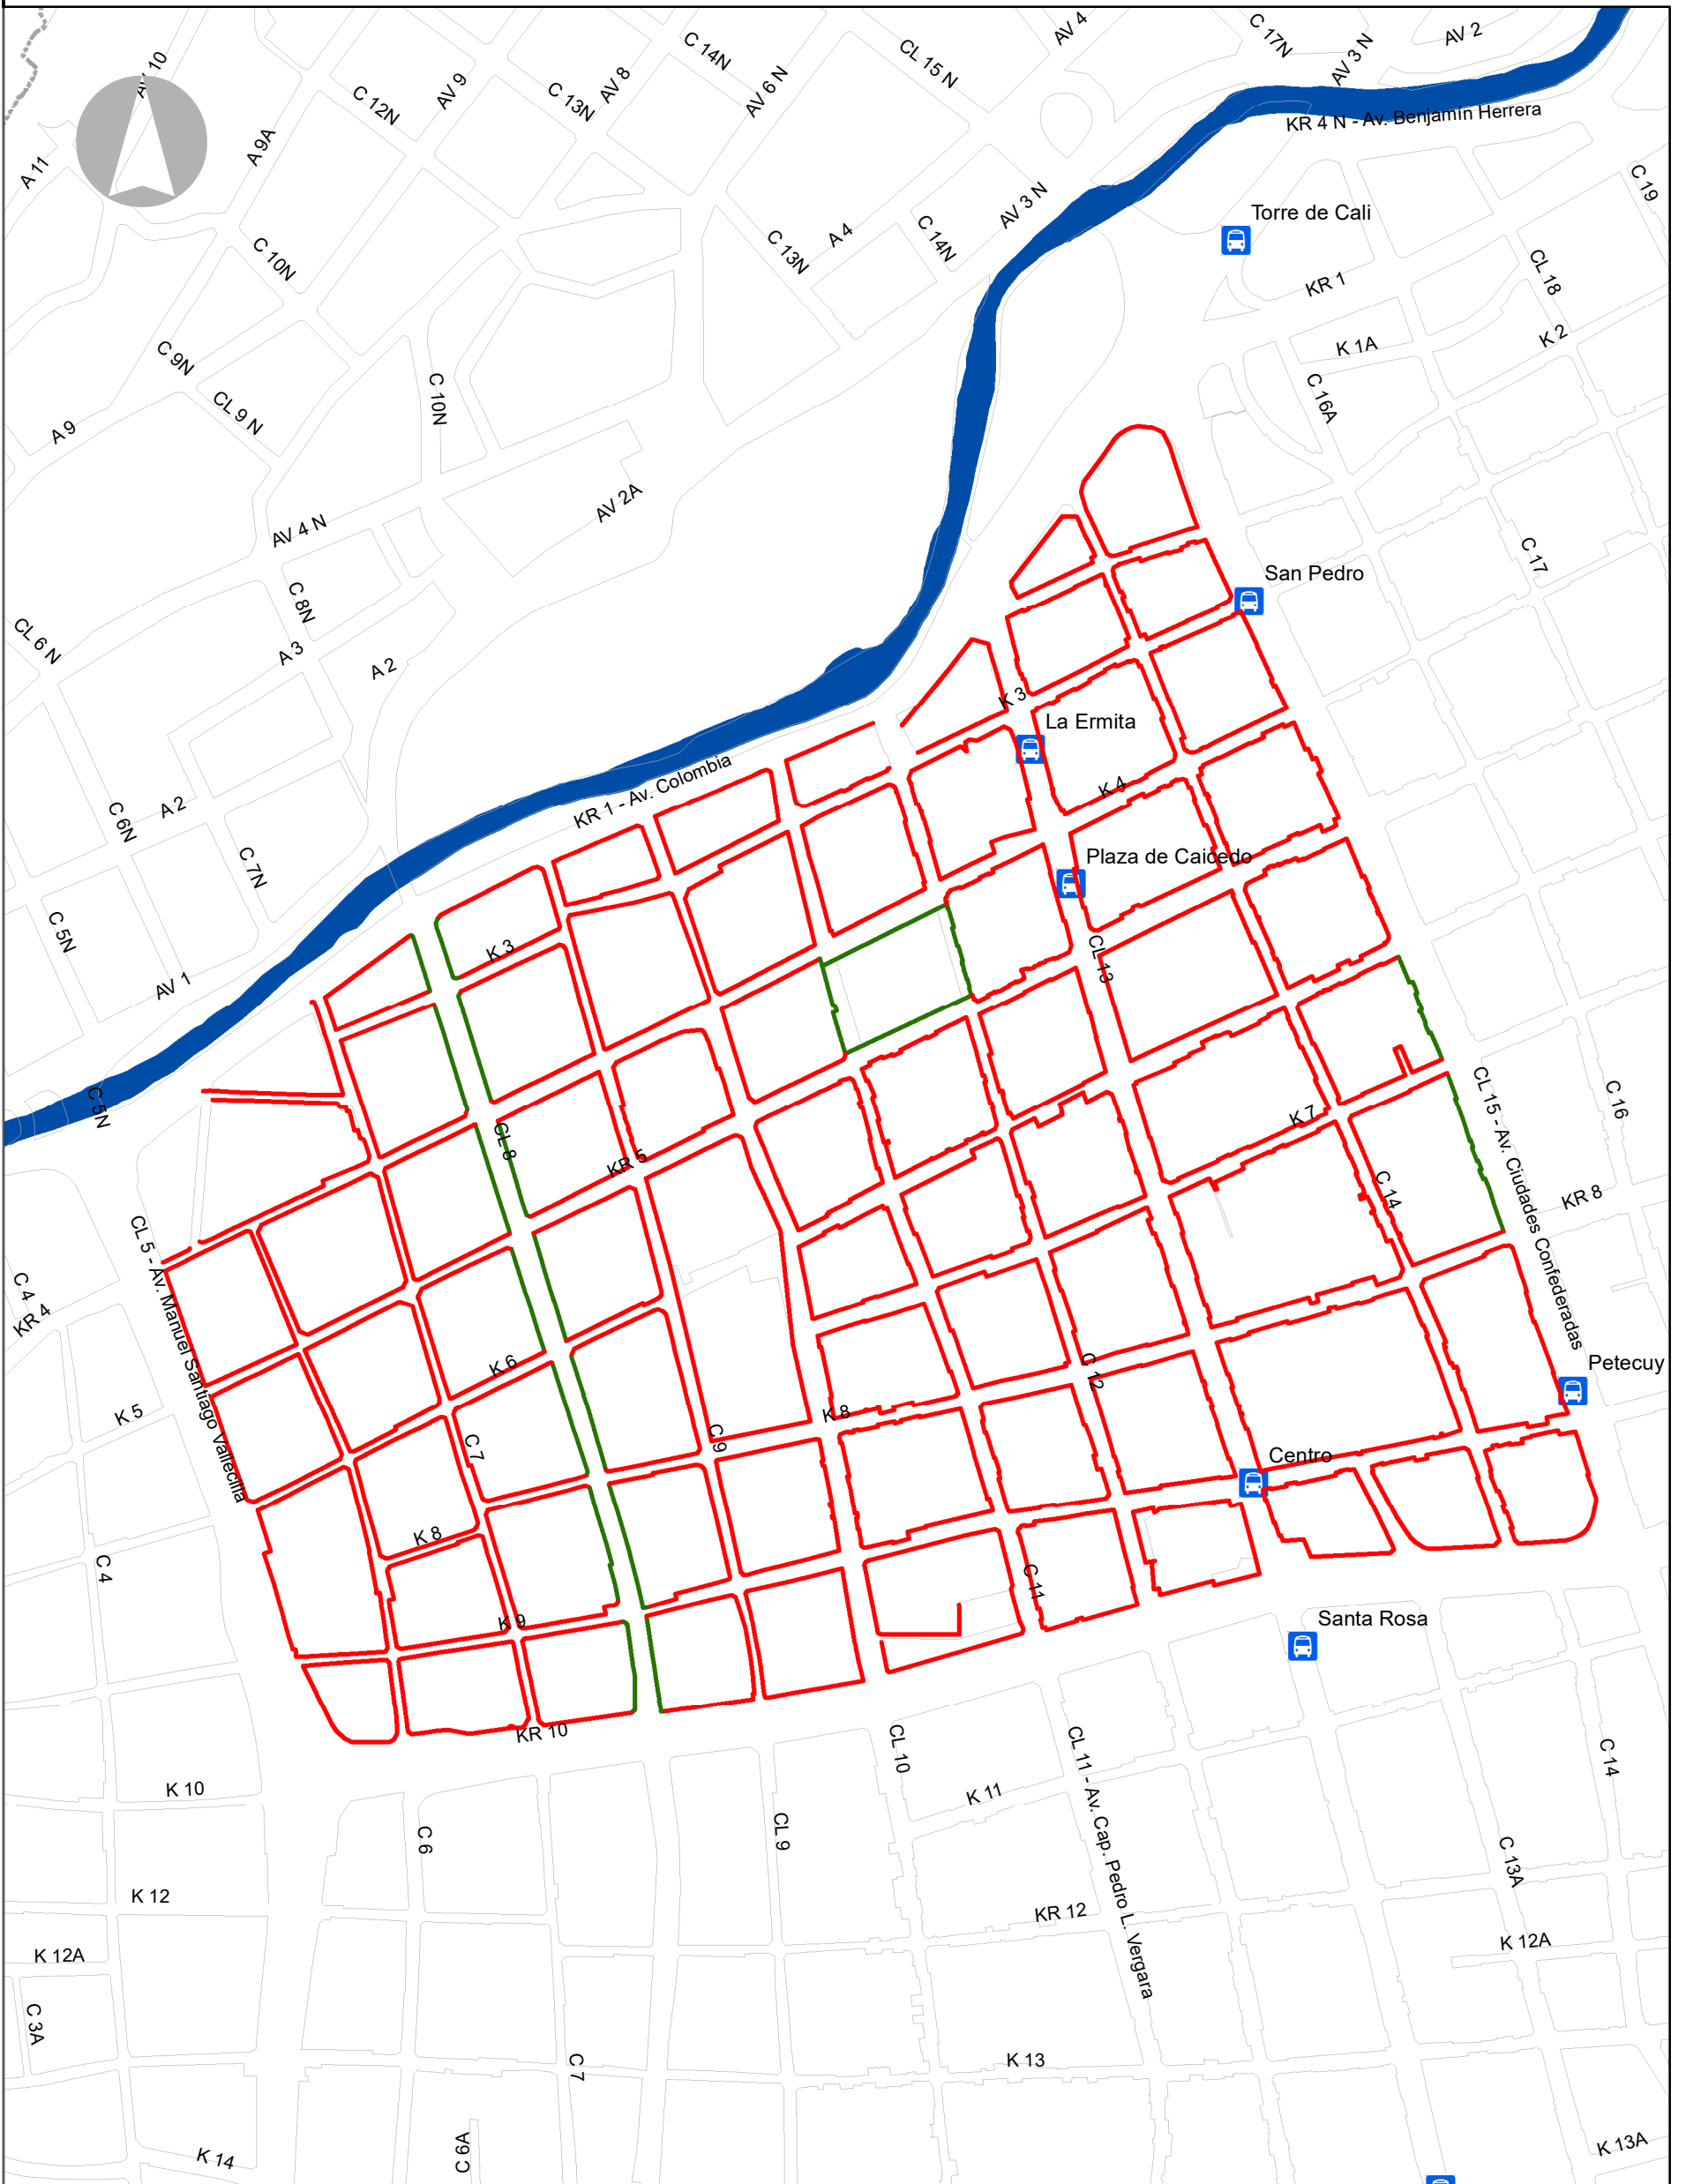 AV 10
C 12N
AV 9
C 13N
AV 8
C 14N
AV 6 N
CL 15 N
AV 4
C 17N
AV 3 N
AV 2
KR 4 N - Av. Benjamín Herrera
A 11
A 9A
C 19
C 10N
C 13N
A 4
C 14N
AV 3 N
Torre de Cali
KR 1
CL 18
K 1A
K 2
C 9N
CL 9 N
C 10N
C 16A
A 9
AV 4 N
AV 2A
C 17
San Pedro
C 8N
CL 6 N
A 3
A 2
K 3
La Ermita
KR 1 - Av. Colombia
K 4
A 2
C 6N
C 7N
Plaza de Caicedo
C 5N
K 3
CL 13
AV 1
C 5N
CL 8
KR 5
K 7
CL 15 - Av. Ciudades Confederadas
C 16
C 14
KR 8
CL 5 - Av. Manuel Santiago Vallecilla
C 4
KR 4
K 6
C 12
Petecuy
K 5
K 8
C 7
C 9
Centro
K 8
C 4
C 11
K 9
Santa Rosa
KR 10
CL 10
CL 11 - Av. Cap. Pedro L. Vergara
C 14
K 10
K 11
C 6
CL 9
C 13A
K 12
KR 12
K 12A
K 12A
C 3A
C 7
K 13
C 6A
K 14
K 13A